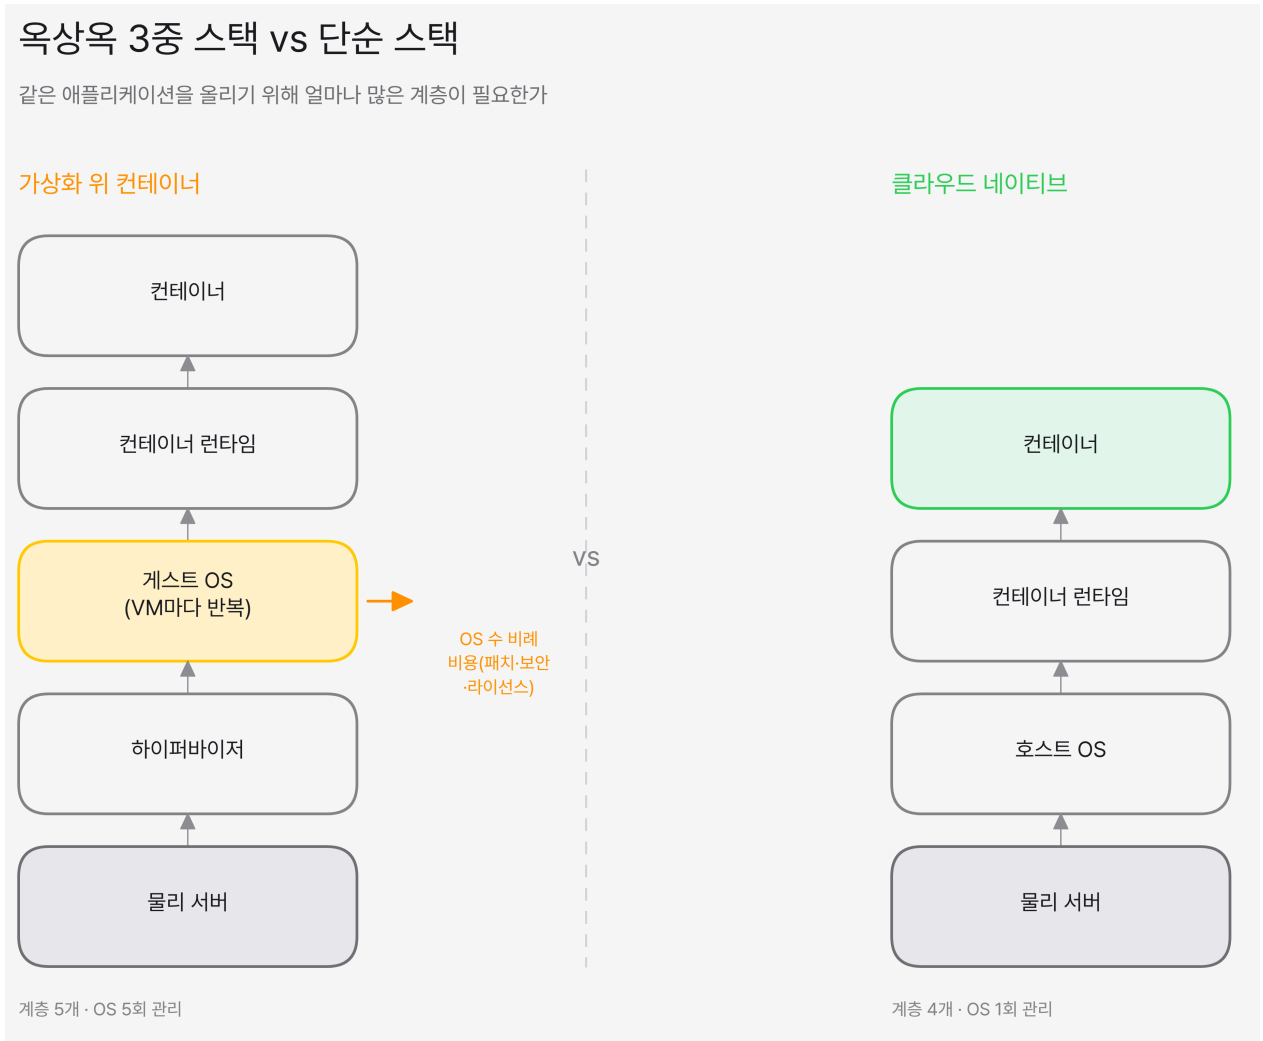 옥상옥 3중 스택 vs 단순 스택
같은 애플리케이션을 올리기 위해 얼마나 많은 계층이 필요한가
가상화 위 컨테이너
컨테이너
컨테이너 런타임
게스트 OS
(VM마다 반복)
OS 수 비례
비용(패치·보안
·라이선스)
하이퍼바이저
물리 서버
계층 5개 · OS 5회 관리
vs
클라우드 네이티브
컨테이너
컨테이너 런타임
호스트 OS
물리 서버
계층 4개 · OS 1회 관리